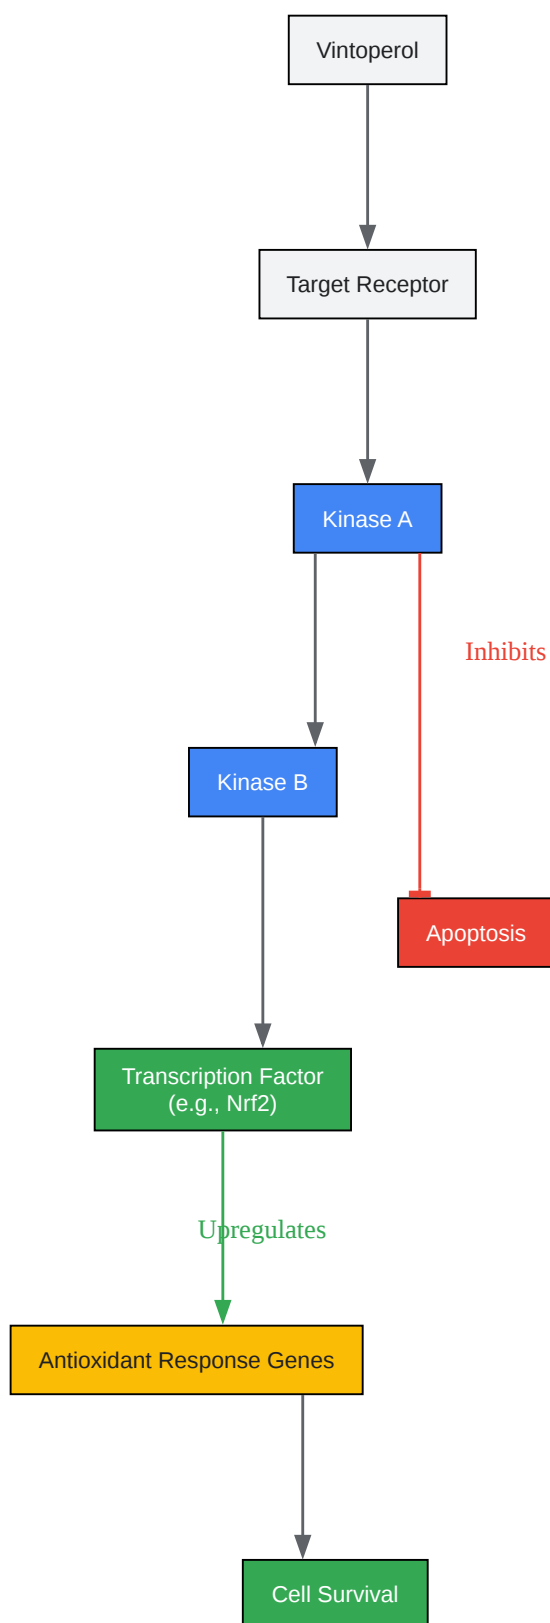 Vintoperol
Target Receptor
Kinase A
Inhibits
Kinase B
Apoptosis
Transcription Factor
(e.g., Nrf2)
Upregulates
Antioxidant Response Genes
Cell Survival